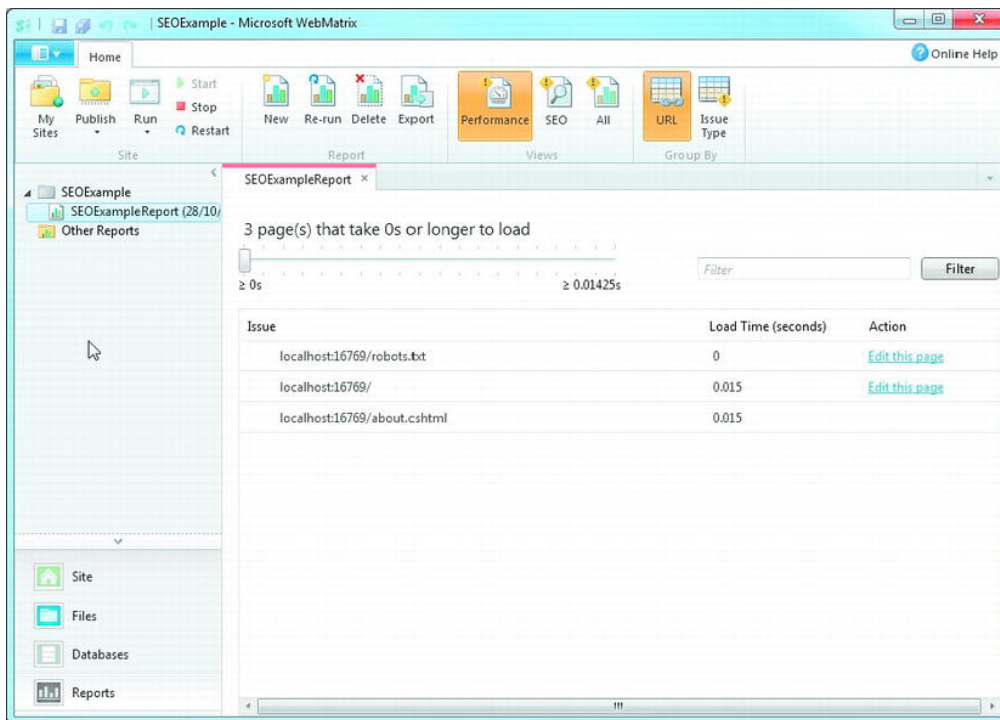 SEOExample - Microsoft WebMatrix
Home
Online Help
My Sites
Publish
Run
Start
Stop
Restart
New
Re-run
Delete
Export
Performance
SEO
All
URL
Issue Type
Site
Report
Views
Group By
SEOExample
SEOExampleReport (28/10/
Other Reports
SEOExampleReport ×
3 page(s) that take 0s or longer to load
≥ 0s
≥ 0.01425s
Filter
Filter
Issue Load Time (seconds) Action
localhost:16769/robots.txt 0 Edit this page
localhost:16769/ 0.015 Edit this page
localhost:16769/about.cshtml 0.015
Site
Files
Databases
Reports